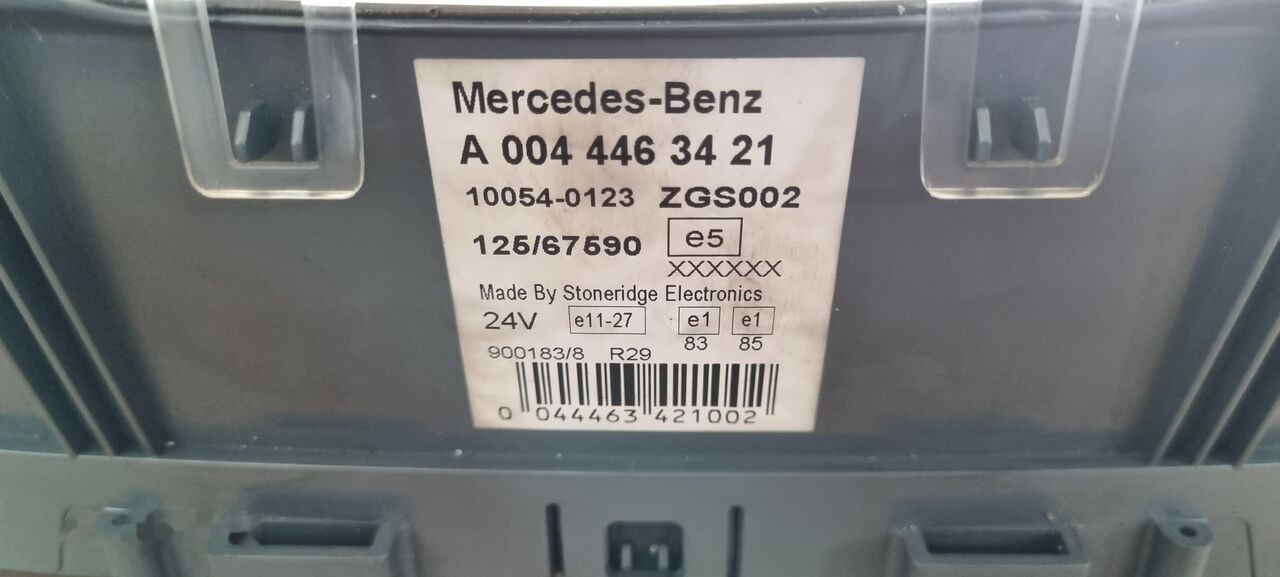 Mercedes-Benz
A 004 446 34 21
10054-0123 ZGS002
125/67590 e5
XXXXXX
Made By Stoneridge Electronics
24V e11-27 e1 e1
83 85
900183/8 R29
0 044463 421002